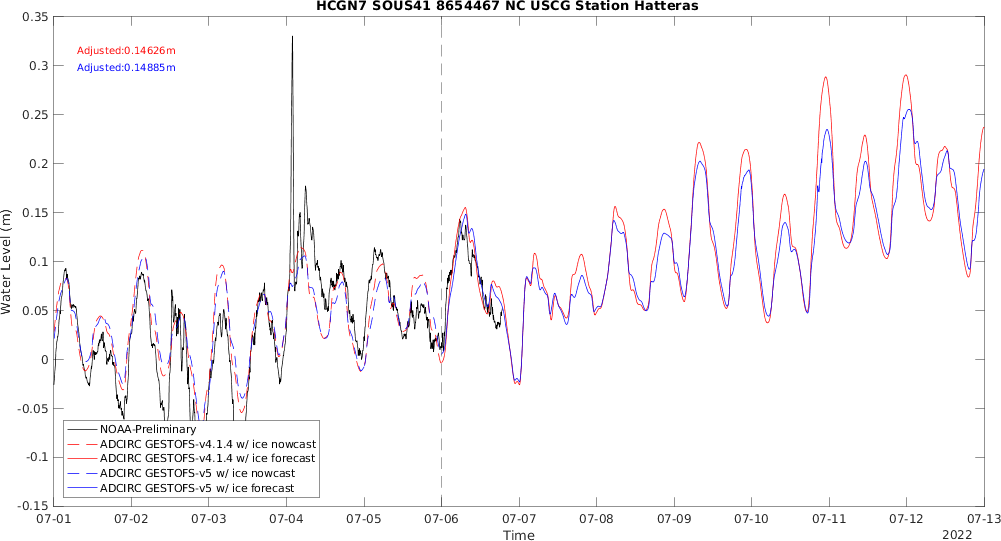 HCGN7 SOUS41 8654467 NC USCG Station Hatteras
Adjusted:0.14626m
Adjusted:0.14885m
Water Level (m)
0.35
0.3
0.25
0.2
0.15
0.1
0.05
0
-0.05
-0.1
-0.15
NOAA-Preliminary
ADCIRC GESTOFS-v4.1.4 w/ ice nowcast
ADCIRC GESTOFS-v4.1.4 w/ ice forecast
ADCIRC GESTOFS-v5 w/ ice nowcast
ADCIRC GESTOFS-v5 w/ ice forecast
07-01 07-02 07-03 07-04 07-05 07-06 07-07 07-08 07-09 07-10 07-11 07-12 07-13
Time
2022